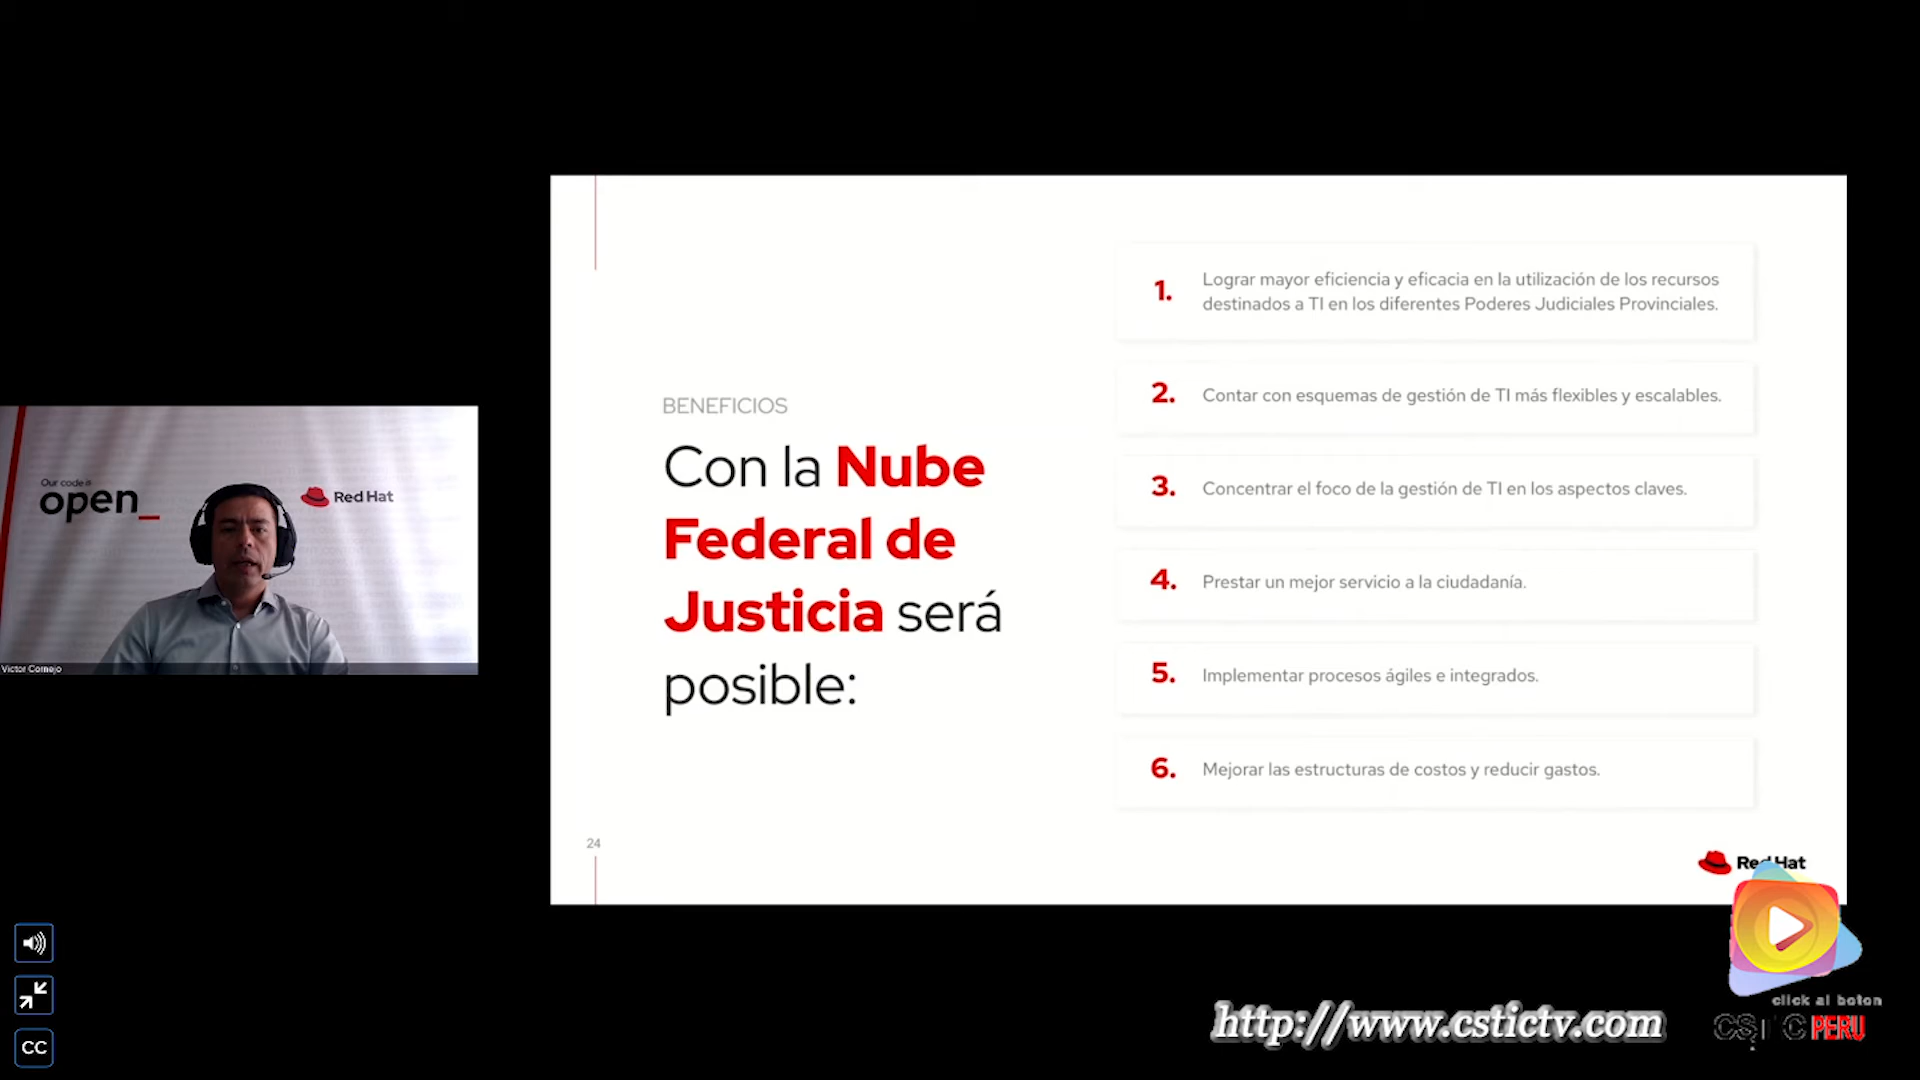 Our code is
open_
Red Hat
Victor Cornejo
BENEFICIOS
Con la Nube
Federal de
Justicia será
posible:
1.
Lograr mayor eficiencia y eficacia en la utilización de los recursos
destinados a TI en los diferentes Poderes Judiciales Provinciales.
2.
Contar con esquemas de gestión de TI más flexibles y escalables.
3.
Concentrar el foco de la gestión de TI en los aspectos claves.
4.
Prestar un mejor servicio a la ciudadanía.
5.
Implementar procesos ágiles e integrados.
6.
Mejorar las estructuras de costos y reducir gastos.
24
Red Hat
click al boton
http://www.cstictv.com
CSTIC PERU
CC